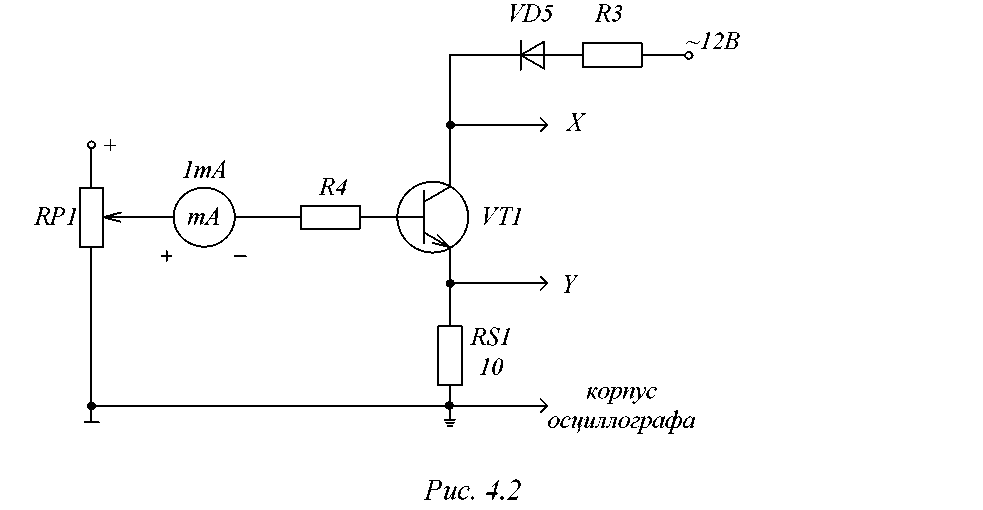 VD5
R3
~12В
X
+
1mA
R4
RP1
mA
VT1
+
–
Y
RS1
10
корпус
осциллографа
Рис. 4.2